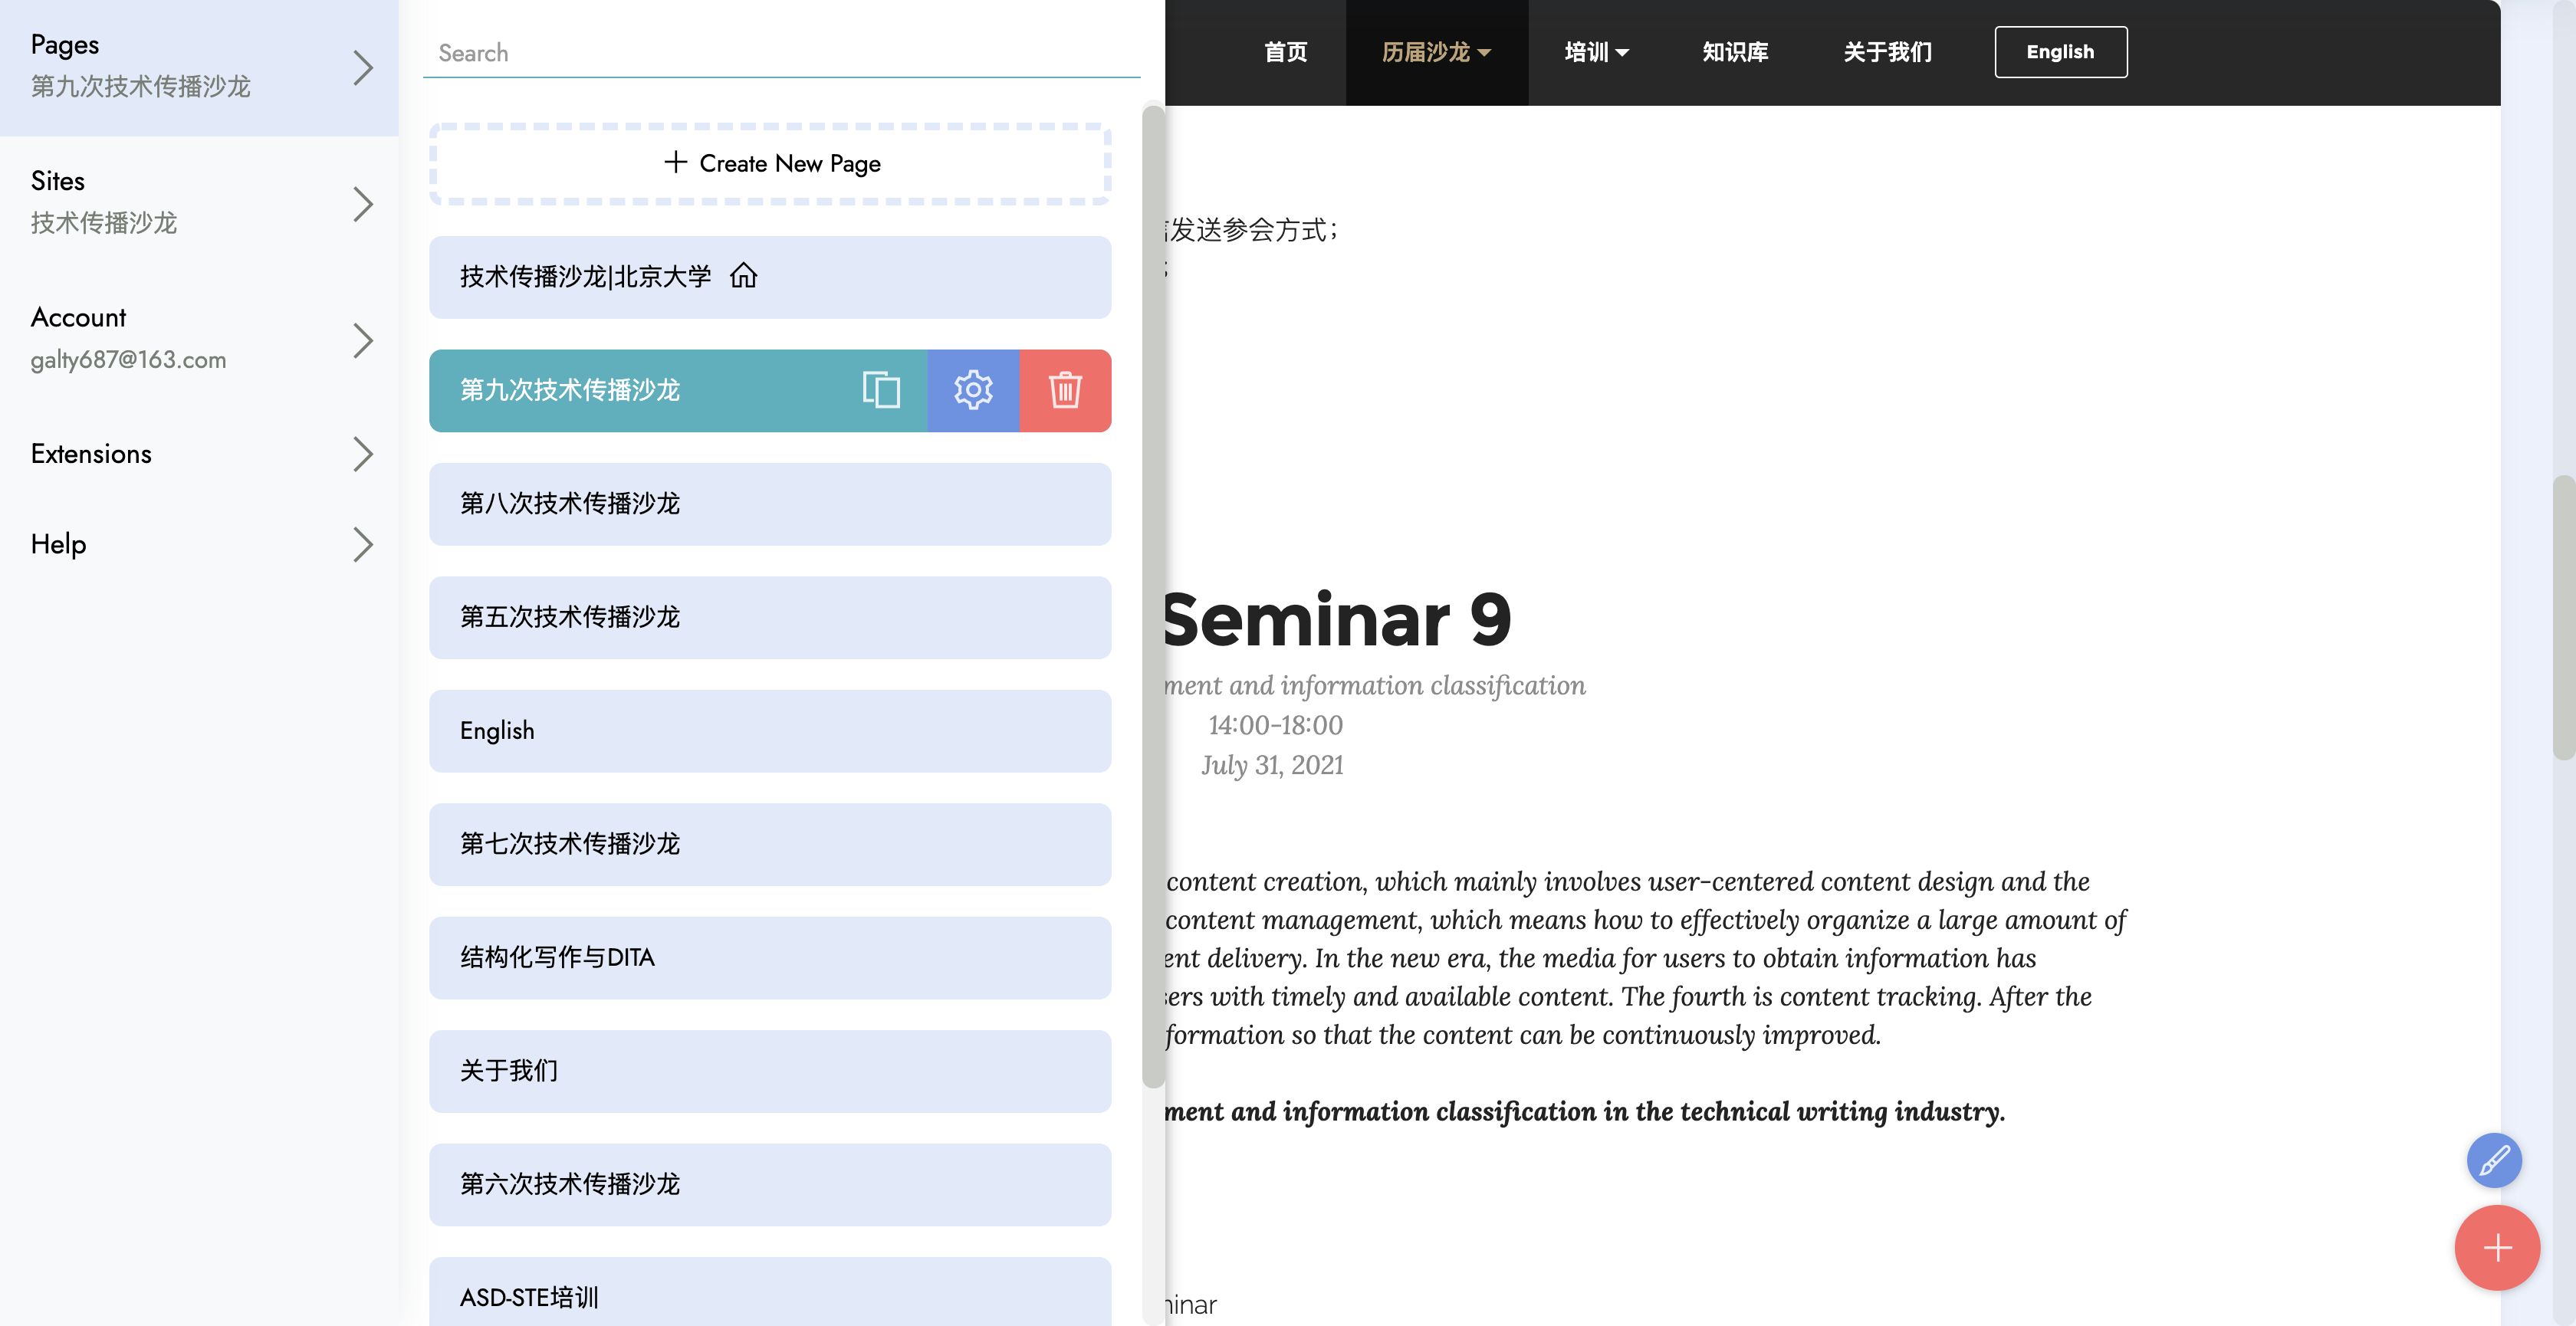 Pages
第九次技术传播沙龙
Sites
技术传播沙龙
Account
galty687@163.com
Extensions
Help
Search
Create New Page
技术传播沙龙|北京大学
第九次技术传播沙龙
第八次技术传播沙龙
第五次技术传播沙龙
English
第七次技术传播沙龙
结构化写作与DITA
关于我们
第六次技术传播沙龙
ASD-STE培训
首页 历届沙龙 培训 知识库 关于我们 English
发送参会方式;
;
Seminar 9
ment and information classification
14:00-18:00
July 31, 2021
content creation, which mainly involves user-centered content design and the
content management, which means how to effectively organize a large amount of
ent delivery. In the new era, the media for users to obtain information has
sers with timely and available content. The fourth is content tracking. After the
formation so that the content can be continuously improved.
ment and information classification in the technical writing industry.
inar